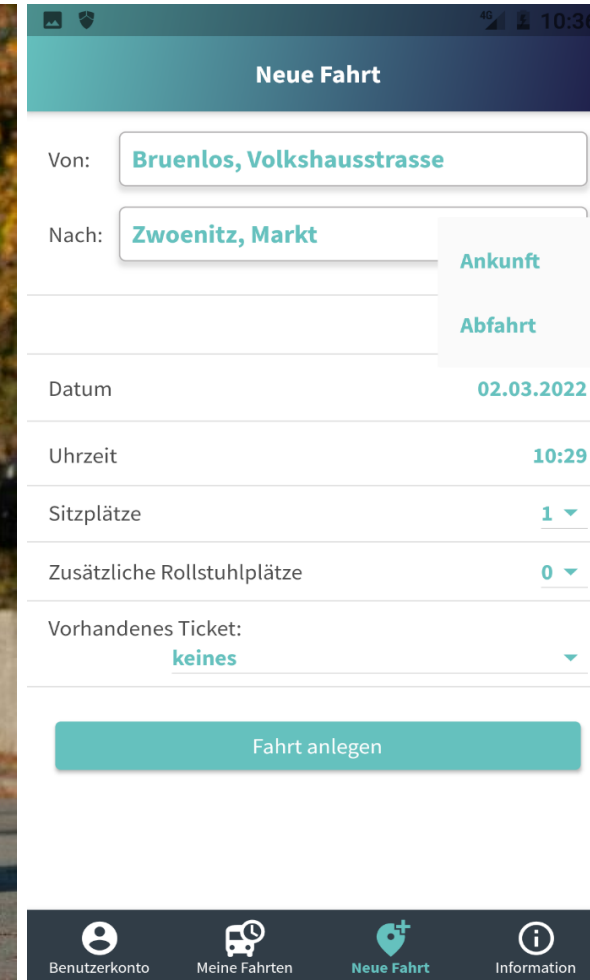 4G 10:36
Neue Fahrt
Von: Bruenlos, Volkshausstrasse
Nach: Zwoenitz, Markt
Ankunft
Abfahrt
Datum 02.03.2022
Uhrzeit 10:29
Sitzplätze 1
Zusätzliche Rollstuhlplätze 0
Vorhandenes Ticket:
keines
Fahrt anlegen
Benutzerkonto Meine Fahrten Neue Fahrt Information